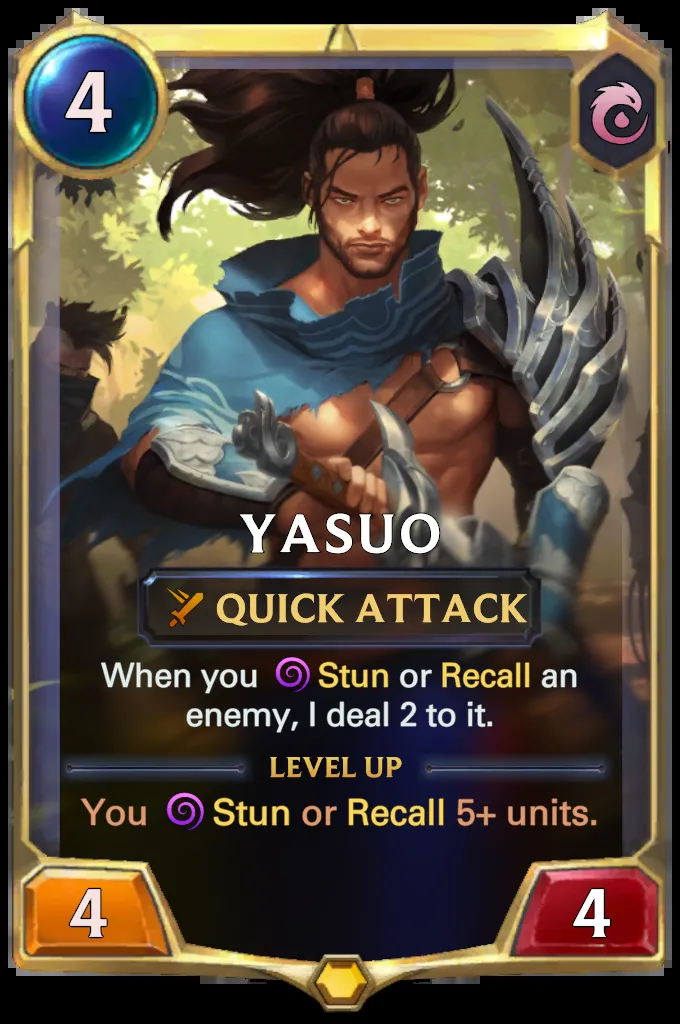 4
YASUO
QUICK ATTACK
When you Stun or Recall an
enemy, I deal 2 to it.
LEVEL UP
You Stun or Recall 5+ units.
4
4